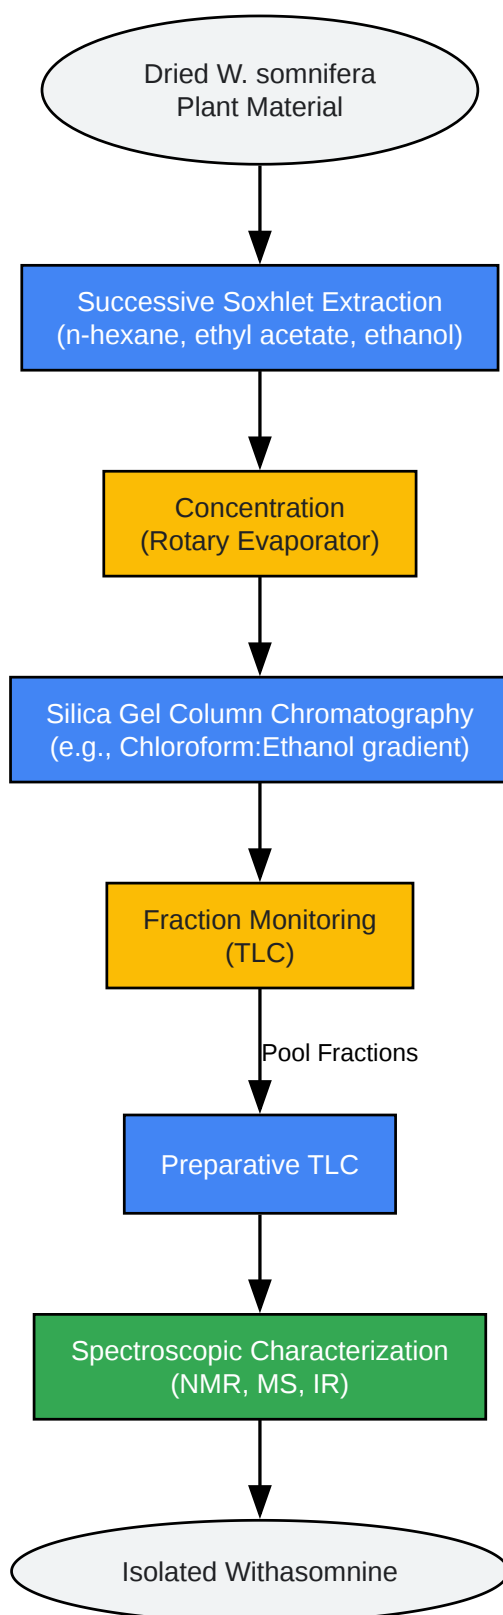 Dried W. somnifera
Plant Material
Successive Soxhlet Extraction
(n-hexane, ethyl acetate, ethanol)
Concentration
(Rotary Evaporator)
Silica Gel Column Chromatography
(e.g., Chloroform:Ethanol gradient)
Fraction Monitoring
(TLC)
Pool Fractions
Preparative TLC
Spectroscopic Characterization
(NMR, MS, IR)
Isolated Withasomnine